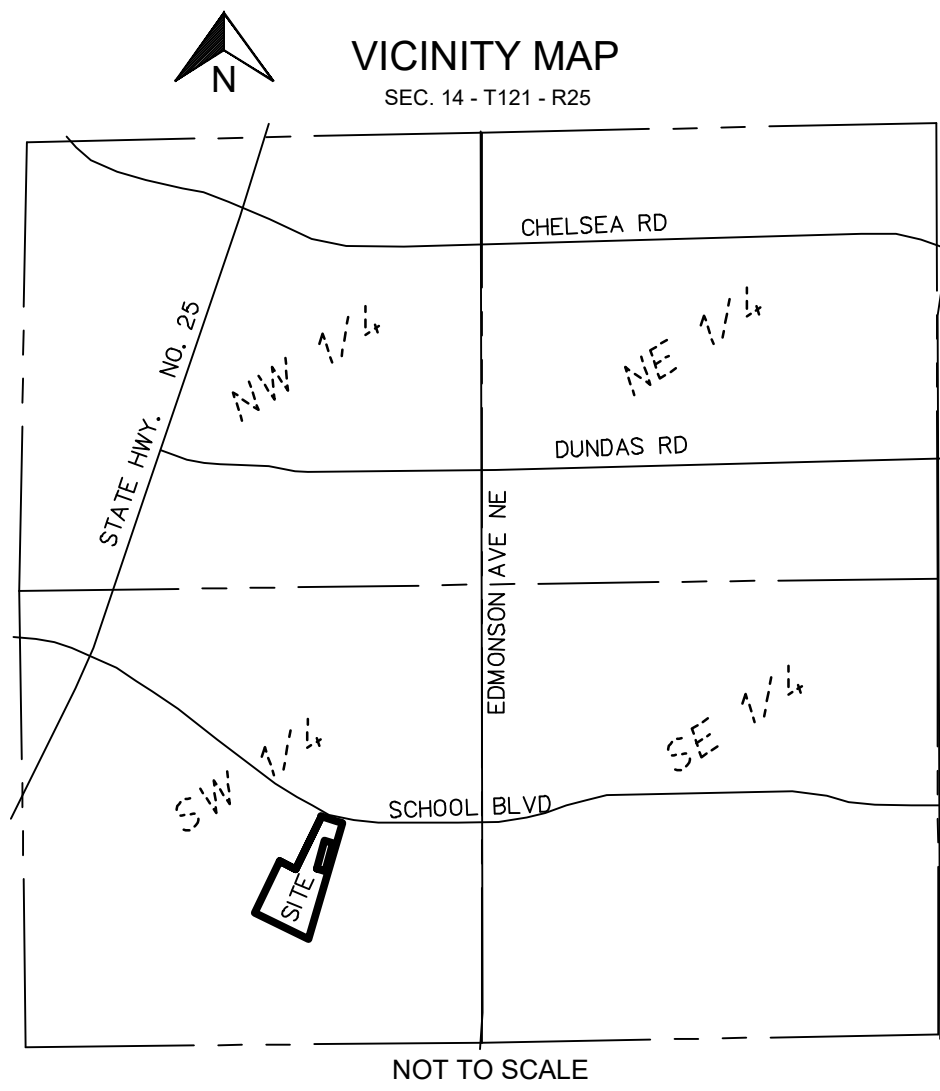 N
VICINITY MAP
SEC. 14 - T121 - R25
CHELSEA RD
STATE HWY. NO. 25
NW 1/4
NE 1/4
DUNDAS RD
EDMONSON AVE NE
SW 1/4
SE 1/4
SCHOOL BLVD
SITE
NOT TO SCALE